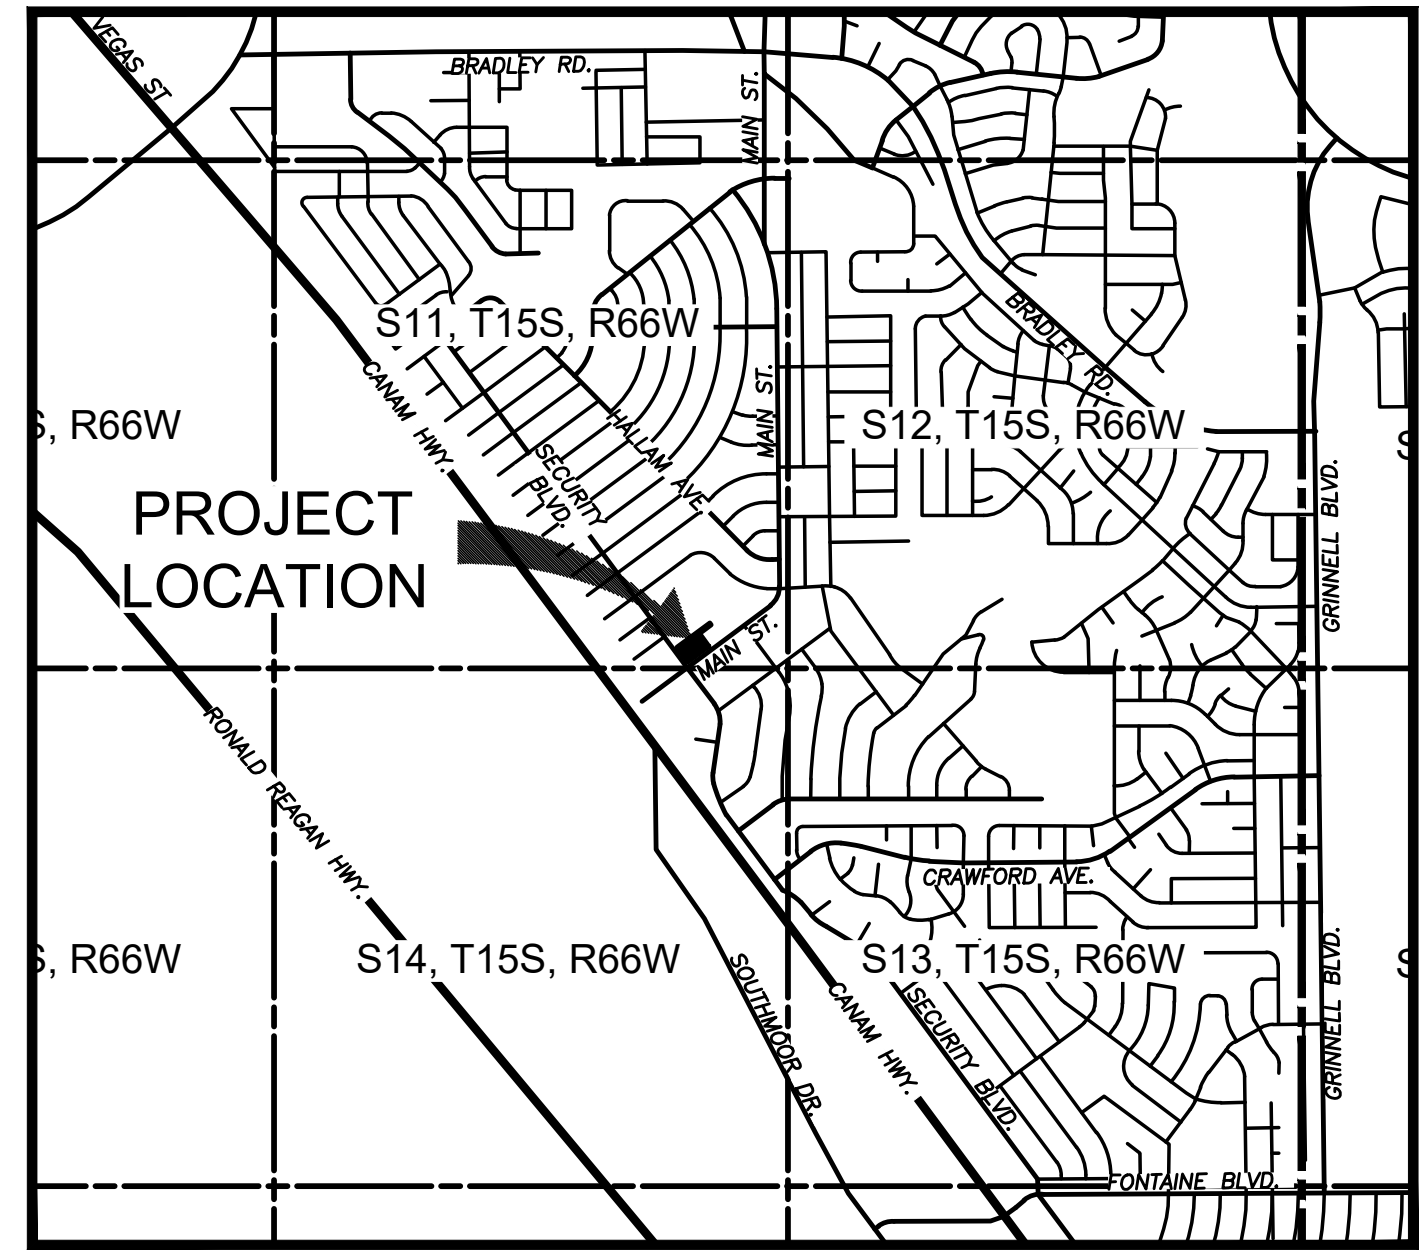 VEGAS ST
BRADLEY RD.
MAIN ST.
S11, T15S, R66W
BRADLEY RD.
CANAM HWY.
MAIN ST.
HALLAM AVE.
SECURITY
BLVD.
S, R66W
S12, T15S, R66W
GRINNELL BLVD.
PROJECT
LOCATION
MAIN ST.
RONALD REAGAN HWY.
CRAWFORD AVE.
S, R66W
S14, T15S, R66W
S13, T15S, R66W
SOUTHMOOR DR.
CANAM HWY.
SECURITY BLVD.
GRINNELL BLVD.
FONTAINE BLVD.